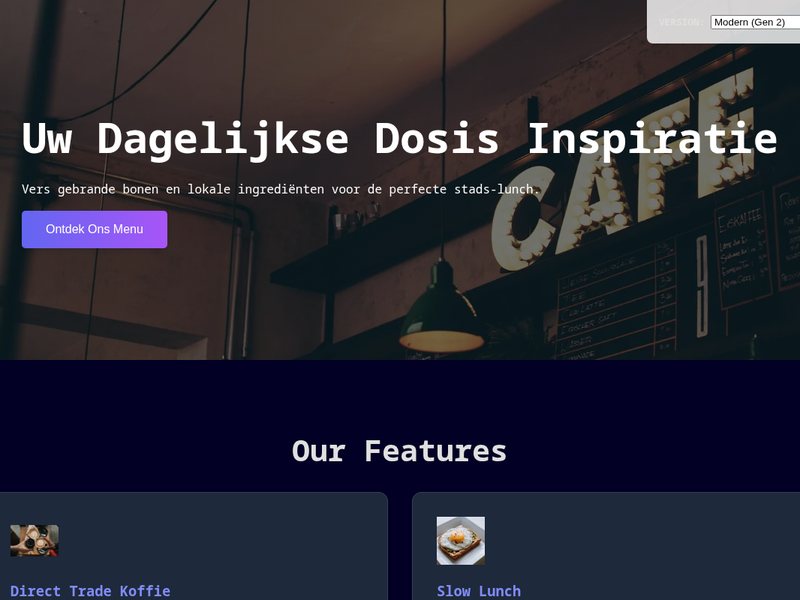 VERSION: Modern (Gen 2)
Uw Dagelijkse Dosis Inspiratie
Vers gebrande bonen en lokale ingrediënten voor de perfecte stads-lunch.
Ontdek Ons Menu
CAFE
Our Features
Direct Trade Koffie
Slow Lunch